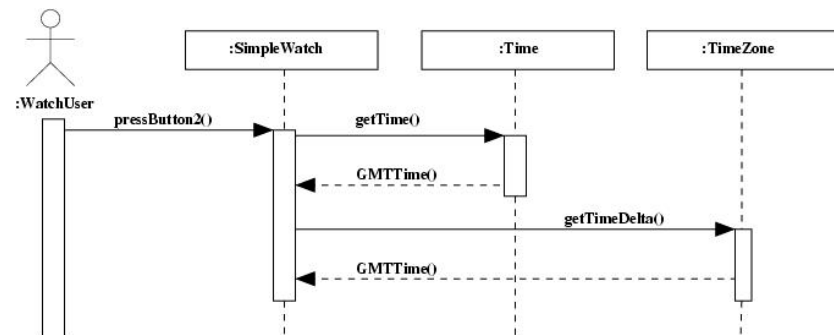 :SimpleWatch
:Time
:TimeZone
:WatchUser
pressButton2()
getTime()
GMTTime()
getTimeDelta()
GMTTime()